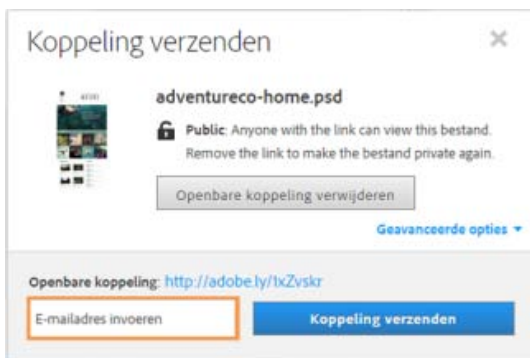 Koppeling verzenden
adventureco-home.psd
Public: Anyone with the link can view this bestand.
Remove the link to make the bestand private again.
Openbare koppeling verwijderen
Geavanceerde opties
Openbare koppeling: http://adobe.ly/1xZvskr
E-mailadres invoeren
Koppeling verzenden